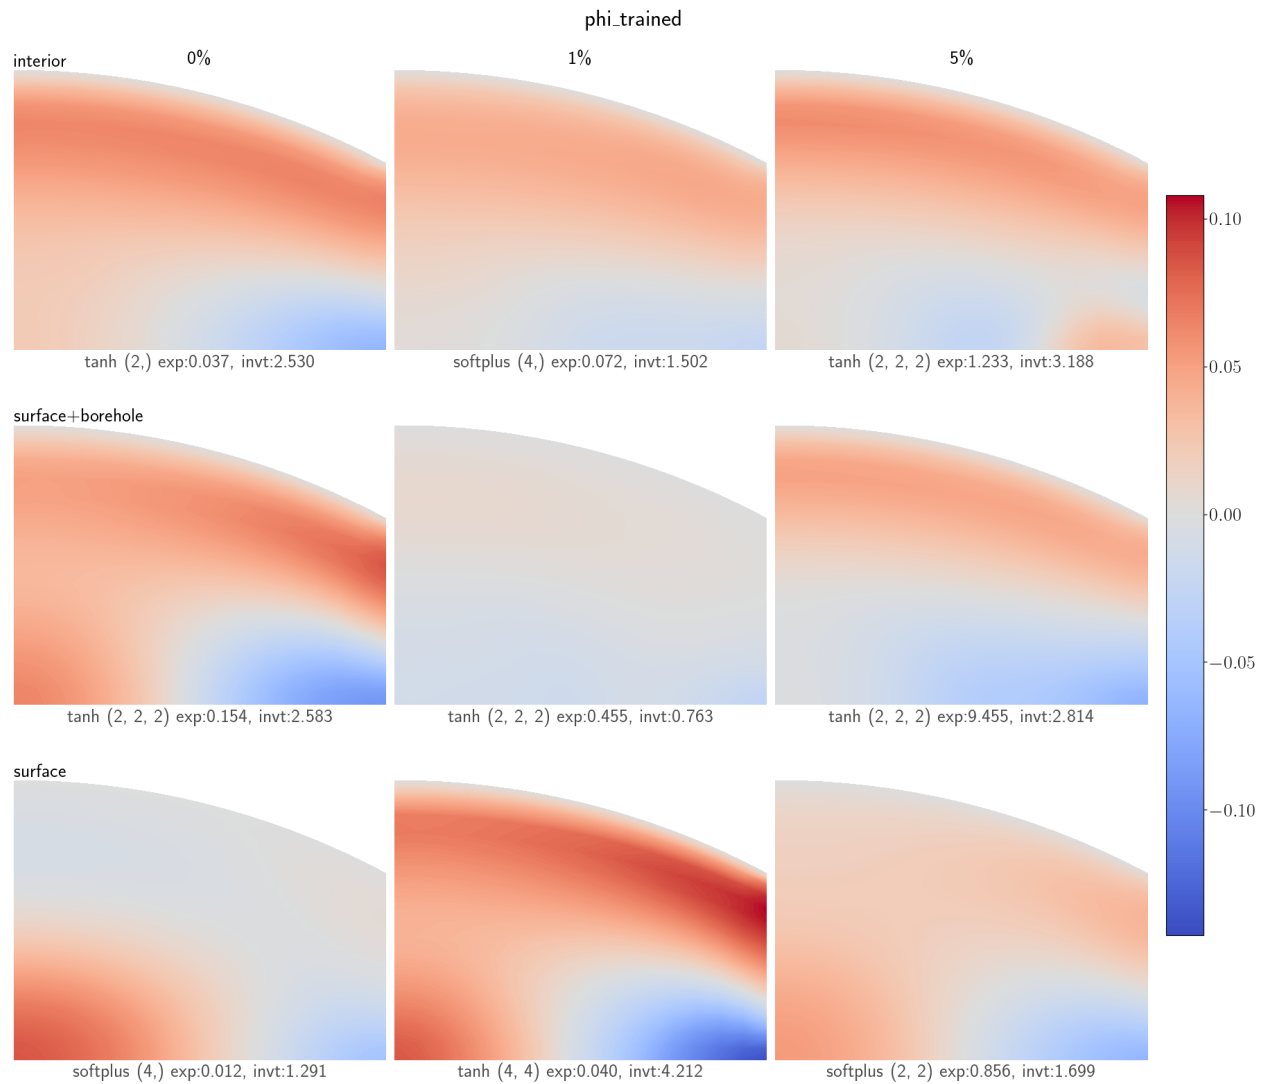 phi_trained
interior 0% 1% 5%
tanh (2,) exp:0.037, invt:2.530
softplus (4,) exp:0.072, invt:1.502
tanh (2, 2, 2) exp:1.233, invt:3.188
surface+borehole
tanh (2, 2, 2) exp:0.154, invt:2.583
tanh (2, 2, 2) exp:0.455, invt:0.763
tanh (2, 2, 2) exp:9.455, invt:2.814
surface
softplus (4,) exp:0.012, invt:1.291
tanh (4, 4) exp:0.040, invt:4.212
softplus (2, 2) exp:0.856, invt:1.699
0.10
0.05
0.00
−0.05
−0.10